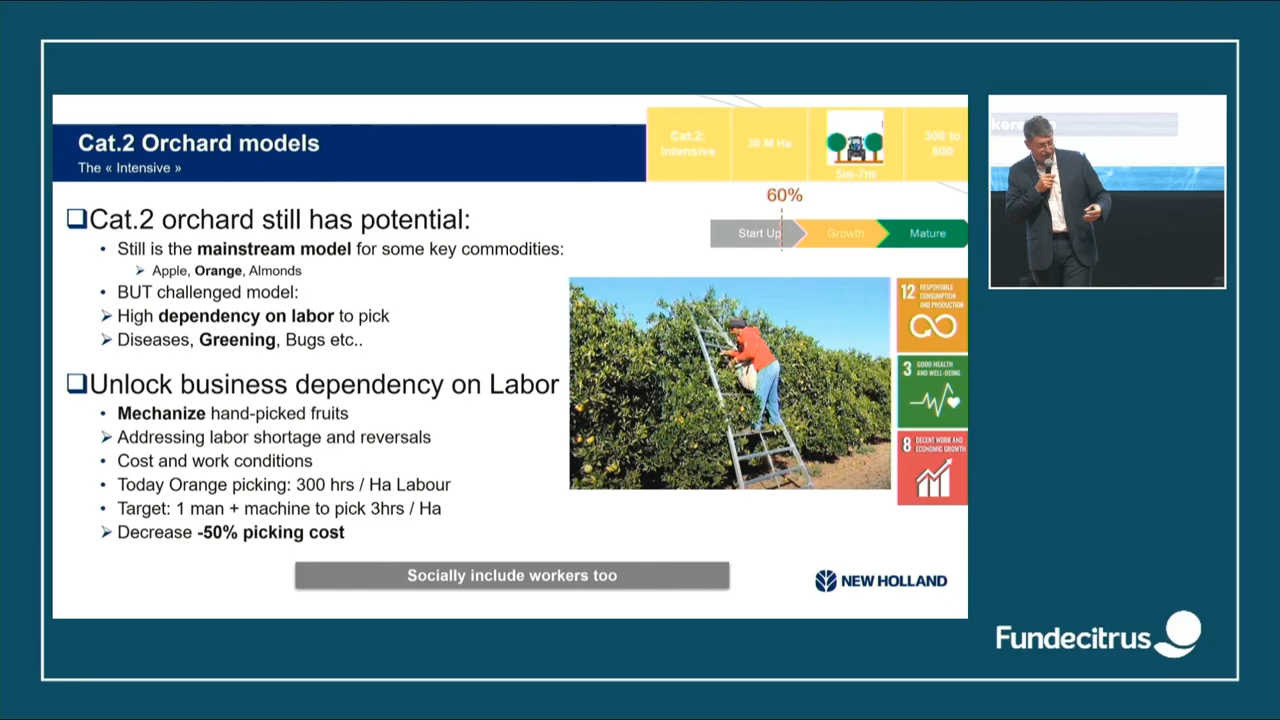 Cat.2 Orchard models
The « Intensive »
Cat.2:
Intensive
30 M Ha
5m-7m
300 to
600
60%
Start Up
Growth
Mature
Cat.2 orchard still has potential:
• Still is the mainstream model for some key commodities:
Apple, Orange, Almonds
• BUT challenged model:
High dependency on labor to pick
Diseases, Greening, Bugs etc..
Unlock business dependency on Labor
• Mechanize hand-picked fruits
Addressing labor shortage and reversals
• Cost and work conditions
• Today Orange picking: 300 hrs / Ha Labour
• Target: 1 man + machine to pick 3hrs / Ha
Decrease -50% picking cost
12 RESPONSIBLE
CONSUMPTION
AND PRODUCTION
3 GOOD HEALTH
AND WELL-BEING
8 DECENT WORK AND
ECONOMIC GROWTH
Socially include workers too
NEW HOLLAND
Fundecitrus